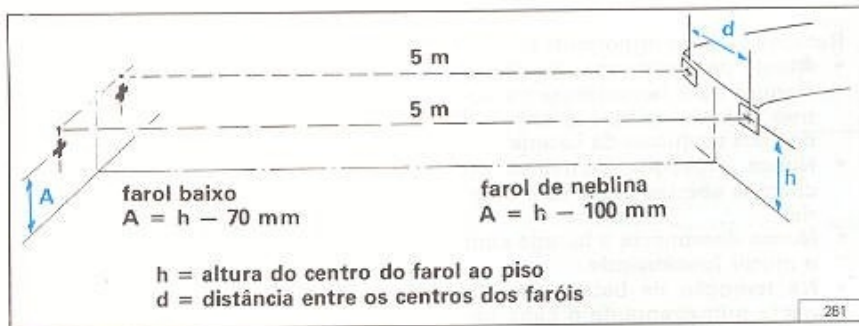 d
5 m
5 m
A
h
farol baixo
A = h – 70 mm
farol de neblina
A = h – 100 mm
h = altura do centro do farol ao piso
d = distância entre os centros dos faróis
261